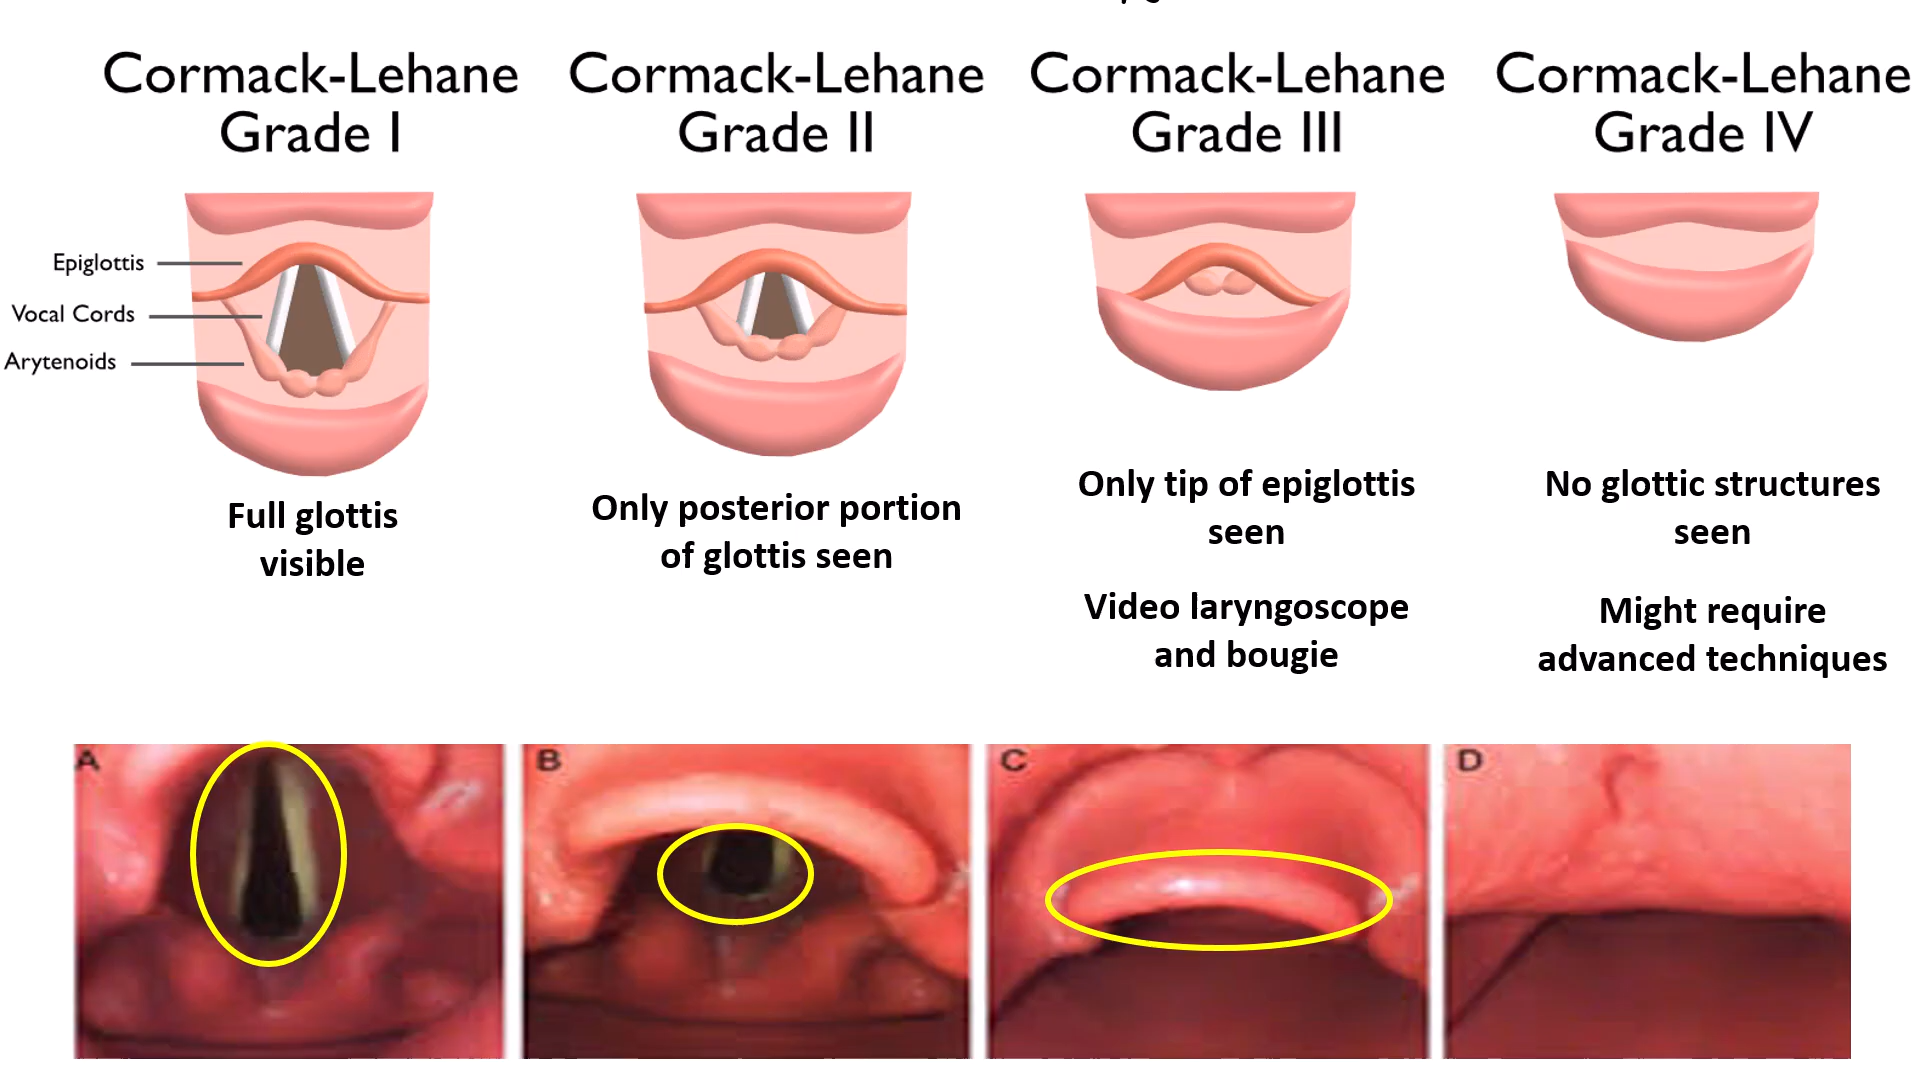 Cormack-Lehane
Grade I
Cormack-Lehane
Grade II
Cormack-Lehane
Grade III
Cormack-Lehane
Grade IV
Epiglottis
Vocal Cords
Arytenoids
Full glottis
visible
Only posterior portion
of glottis seen
Only tip of epiglottis
seen
Video laryngoscope
and bougie
No glottic structures
seen
Might require
advanced techniques
A
B
C
D